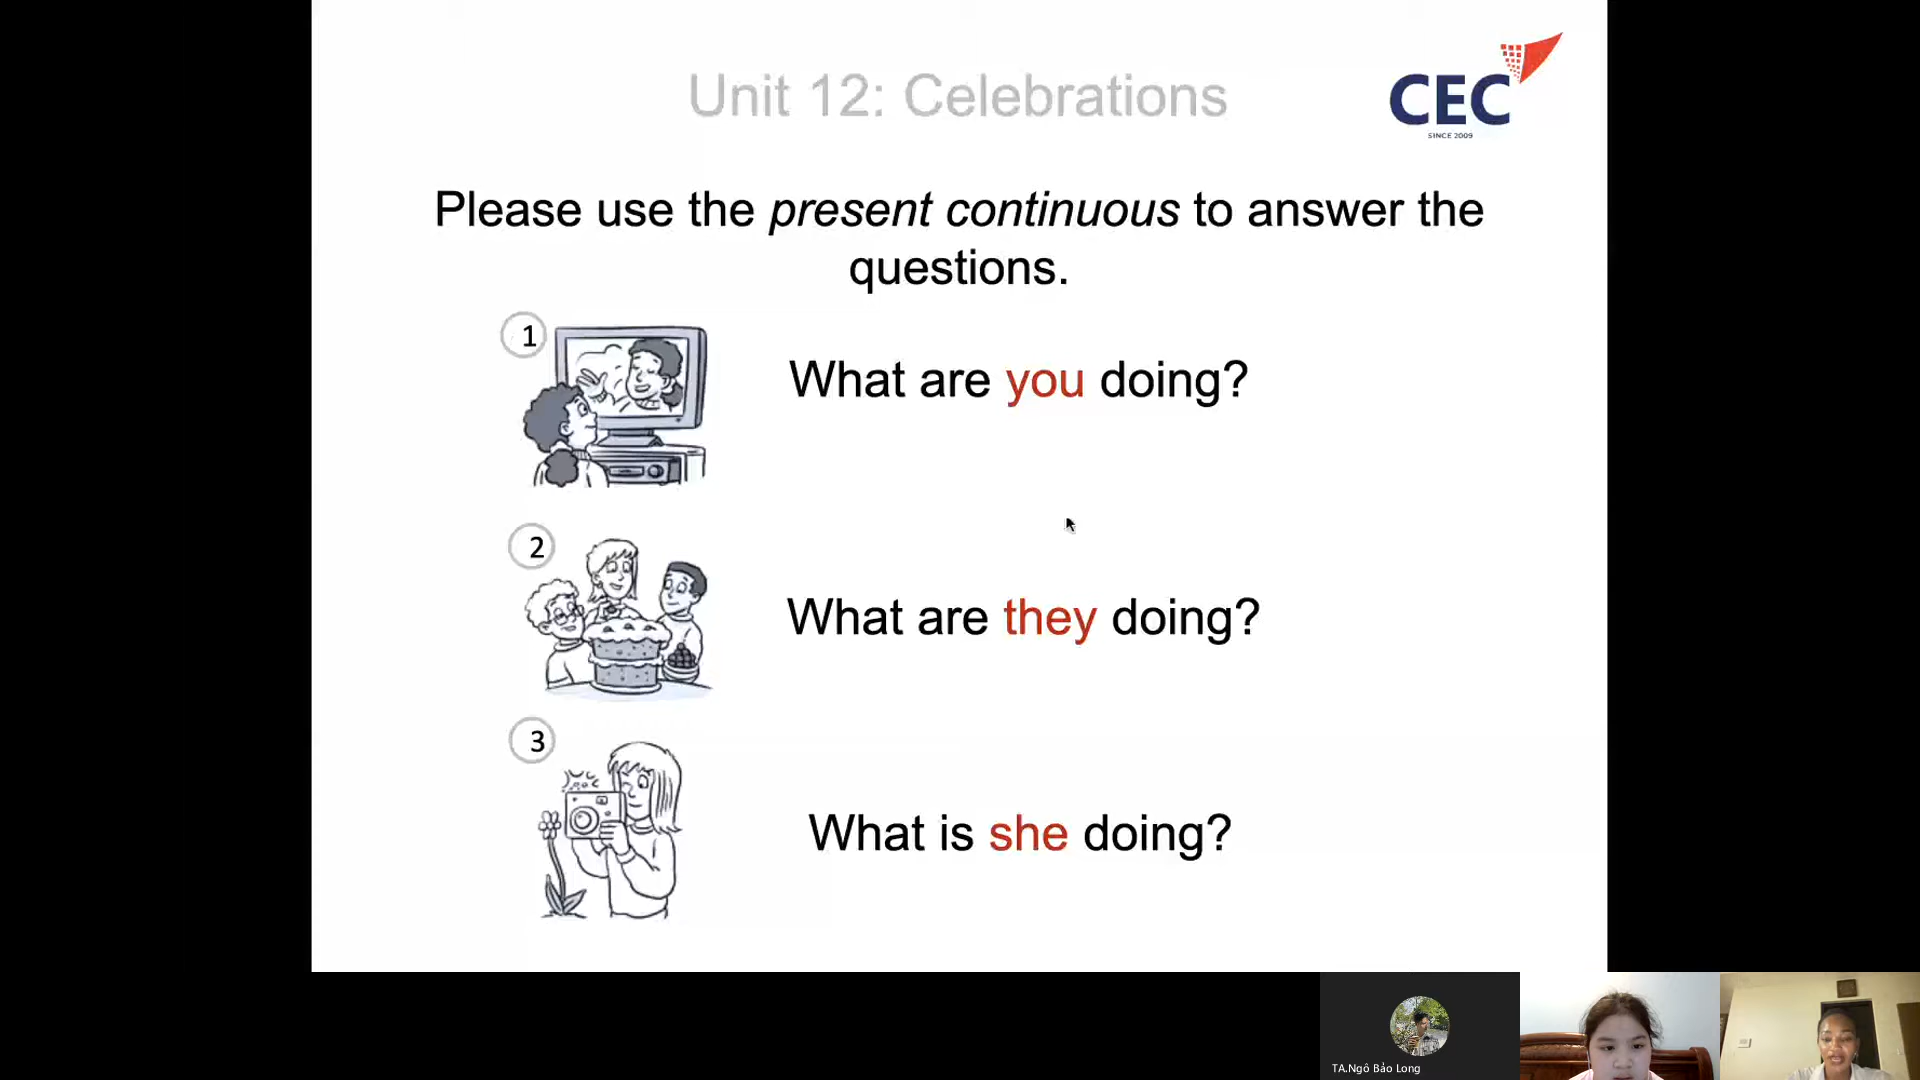 Unit 12: Celebrations
CEC
SINCE 2009
Please use the present continuous to answer the
questions.
1
What are you doing?
2
What are they doing?
3
What is she doing?
TA.Ngô Bảo Long